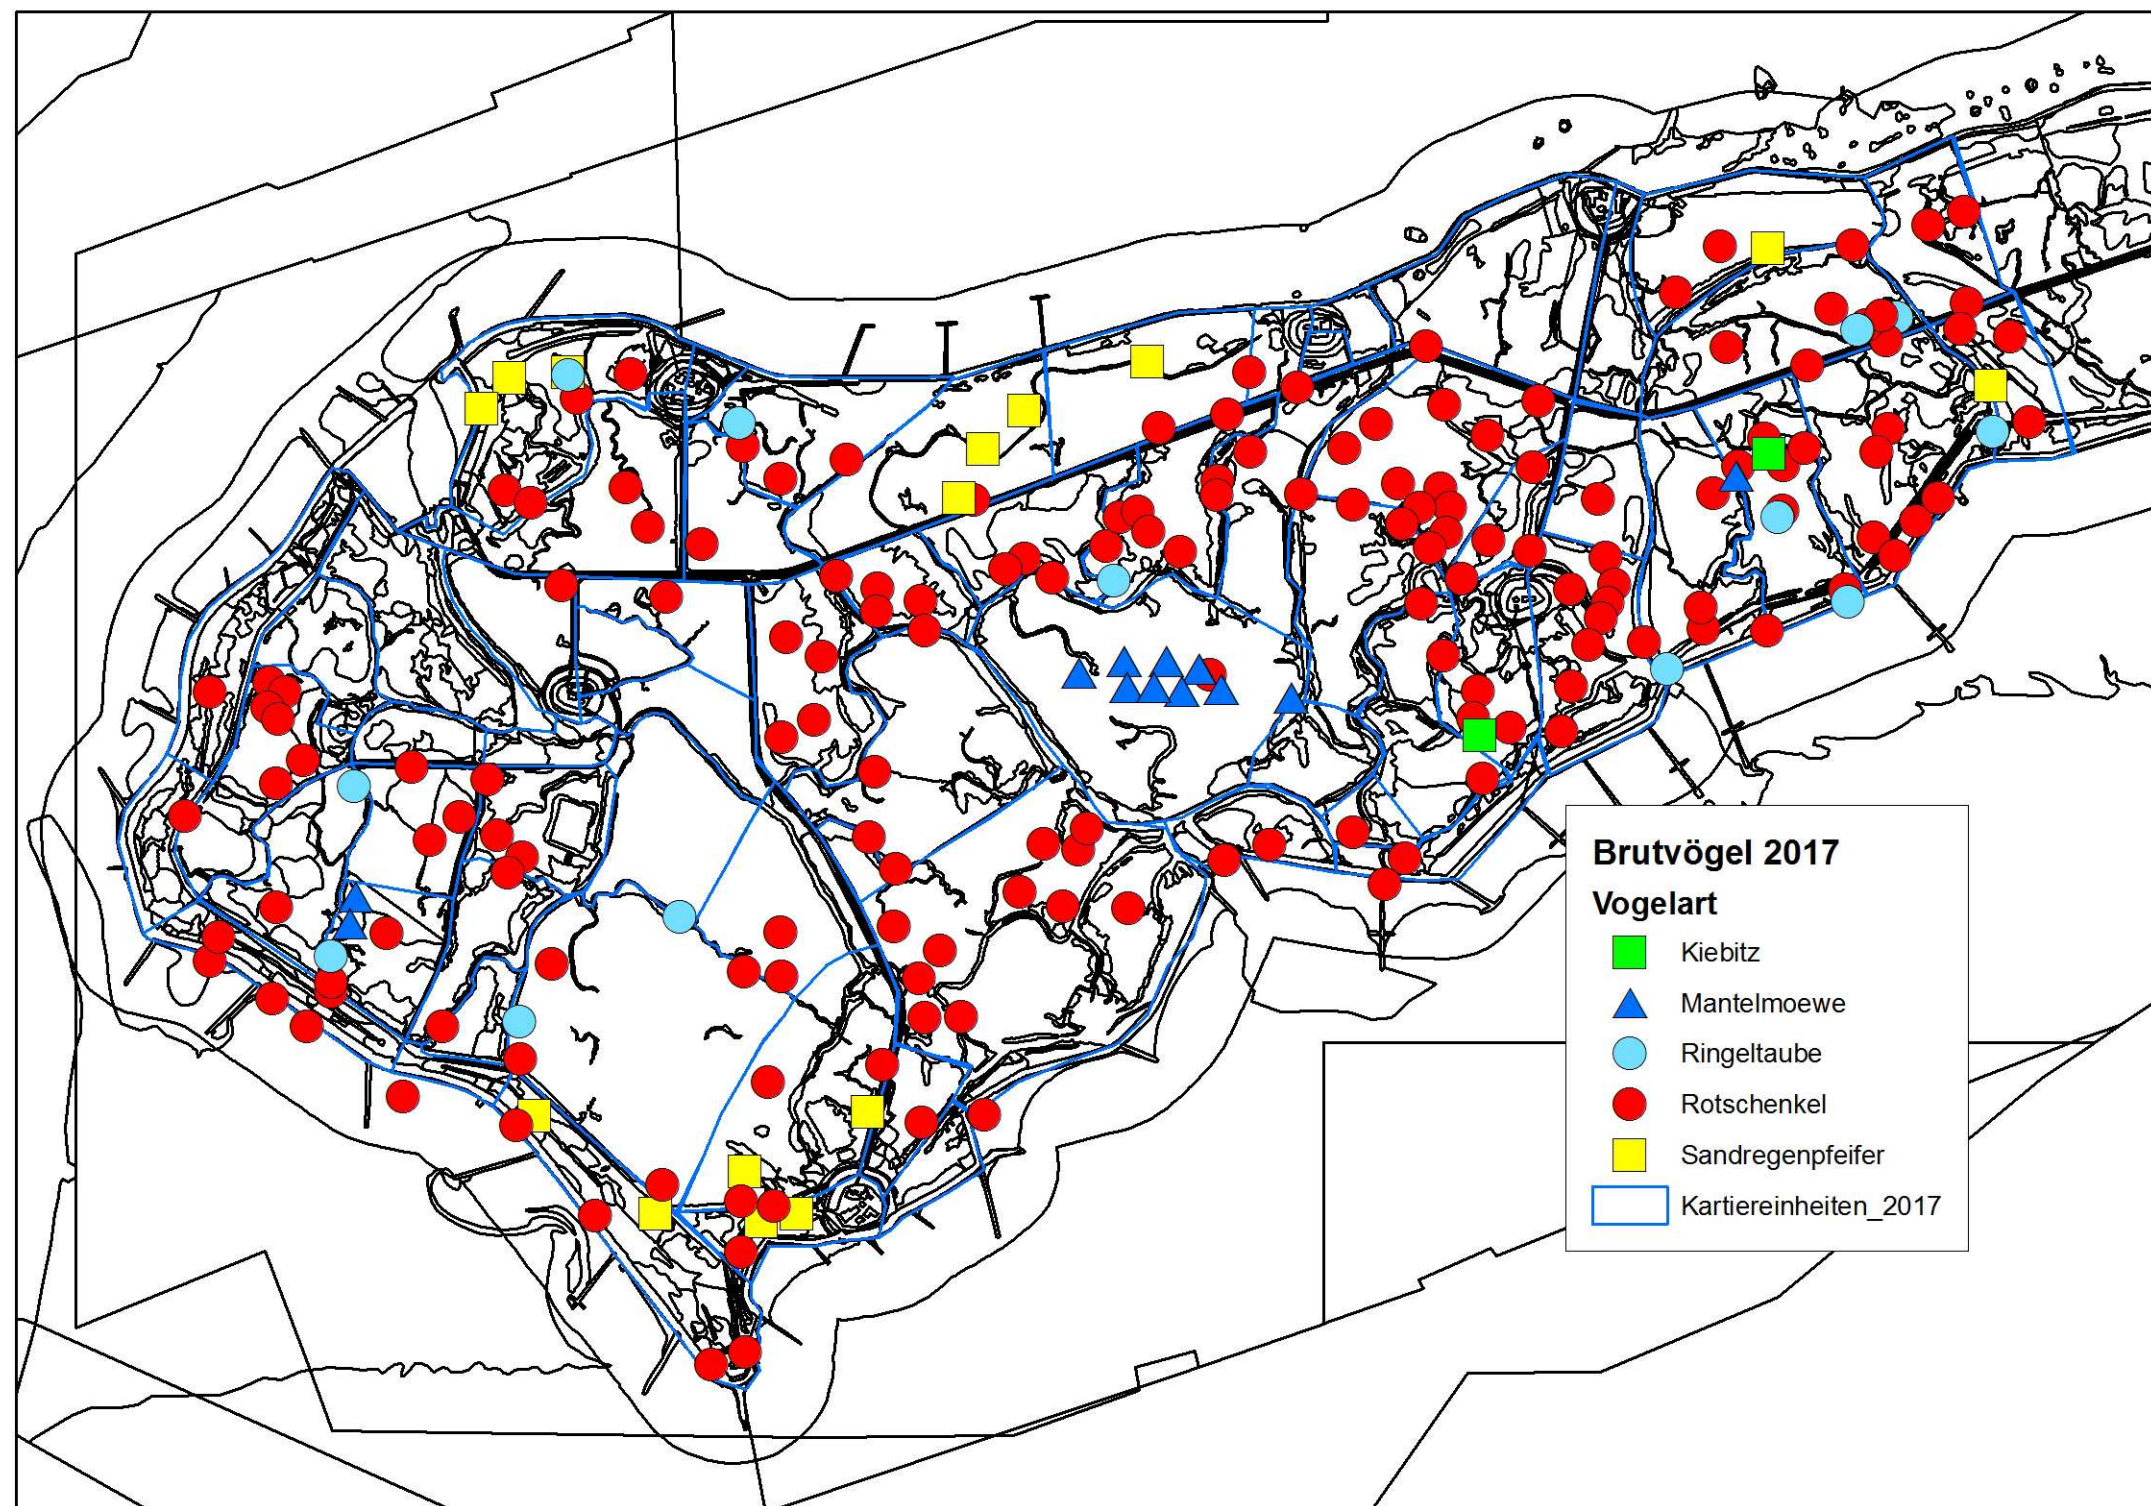 Brutvögel 2017
Vogelart
Kiebitz
Mantelmoewe
Ringeltaube
Rotschenkel
Sandregenpfeifer
Kartiereinheiten_2017